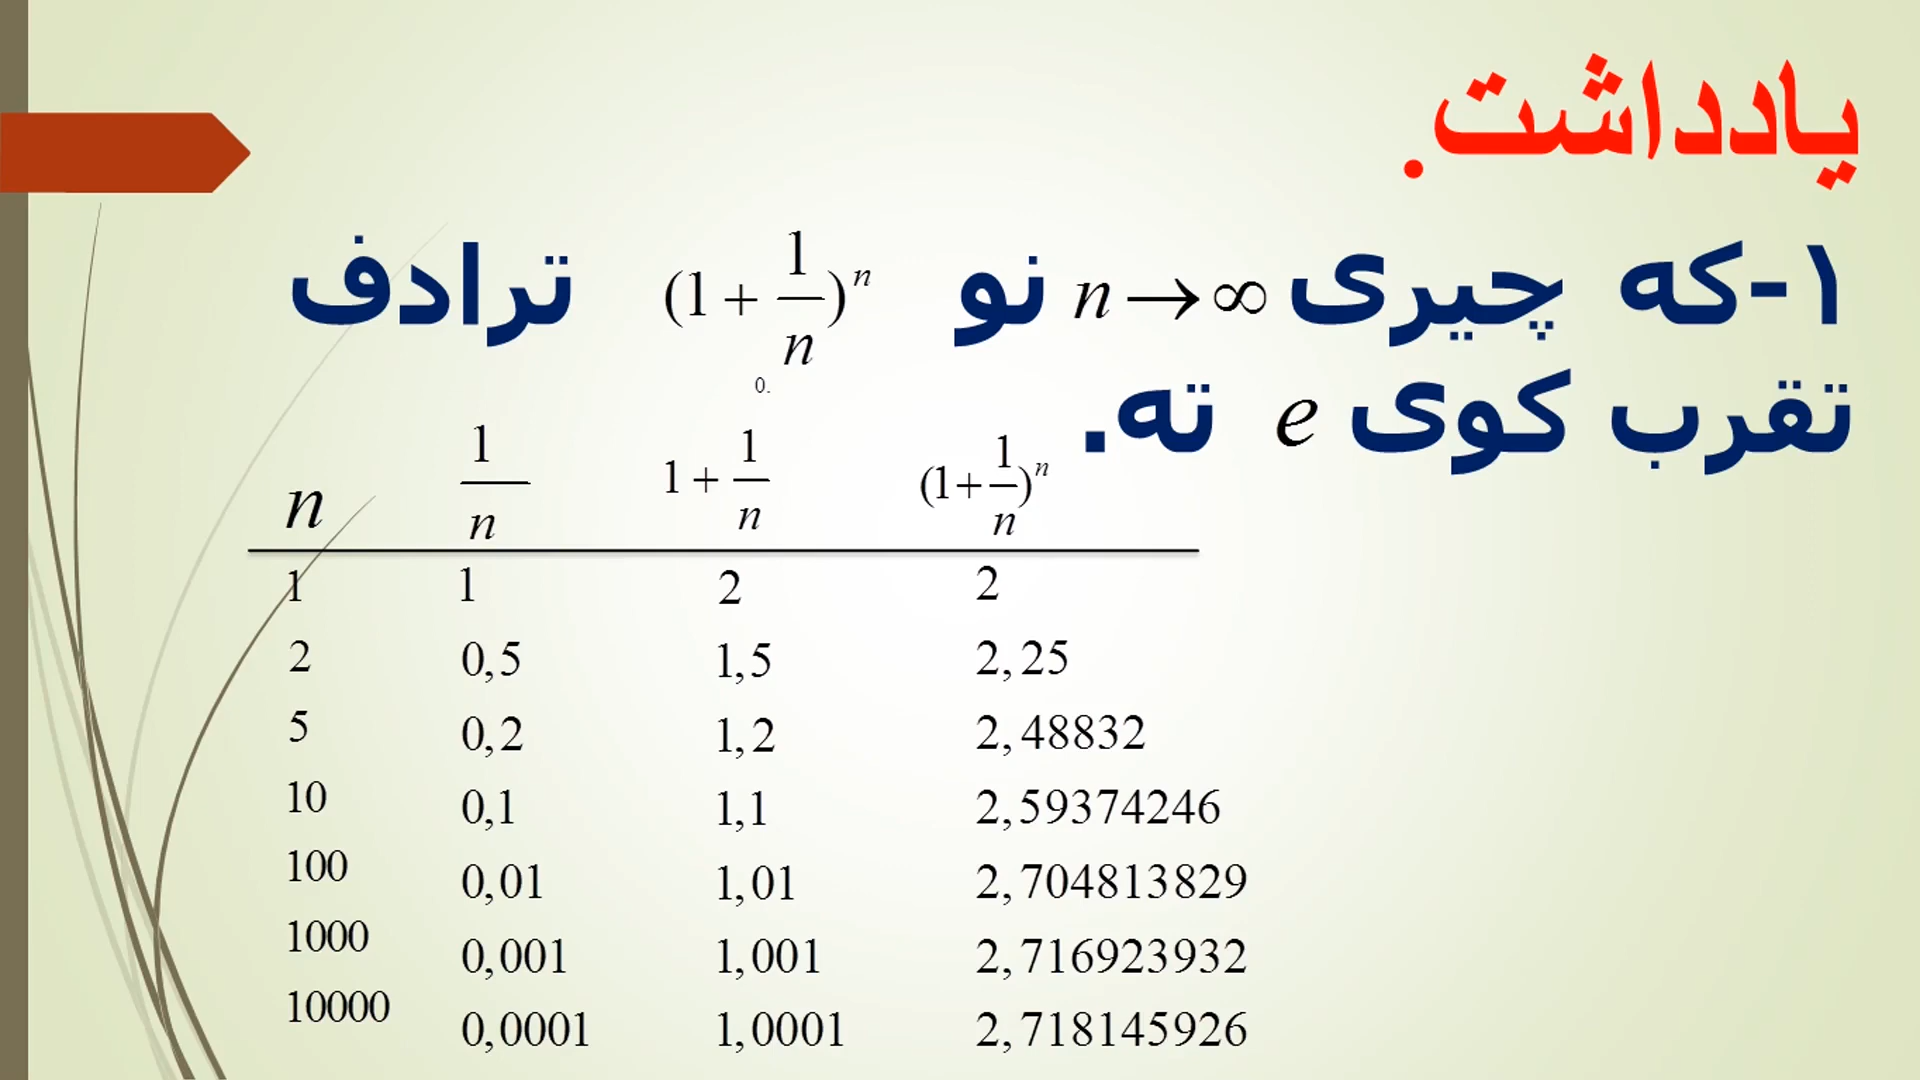 یادداشت.
۱-که چیری n→∞ نو (1 + 1/n)^n ترادف
تقرب کوی e ته.
0.
n 1/n 1 + 1/n (1+1/n)^n
1 1 2 2
2 0,5 1,5 2,25
5 0,2 1,2 2,48832
10 0,1 1,1 2,59374246
100 0,01 1,01 2,704813829
1000 0,001 1,001 2,716923932
10000 0,0001 1,0001 2,718145926